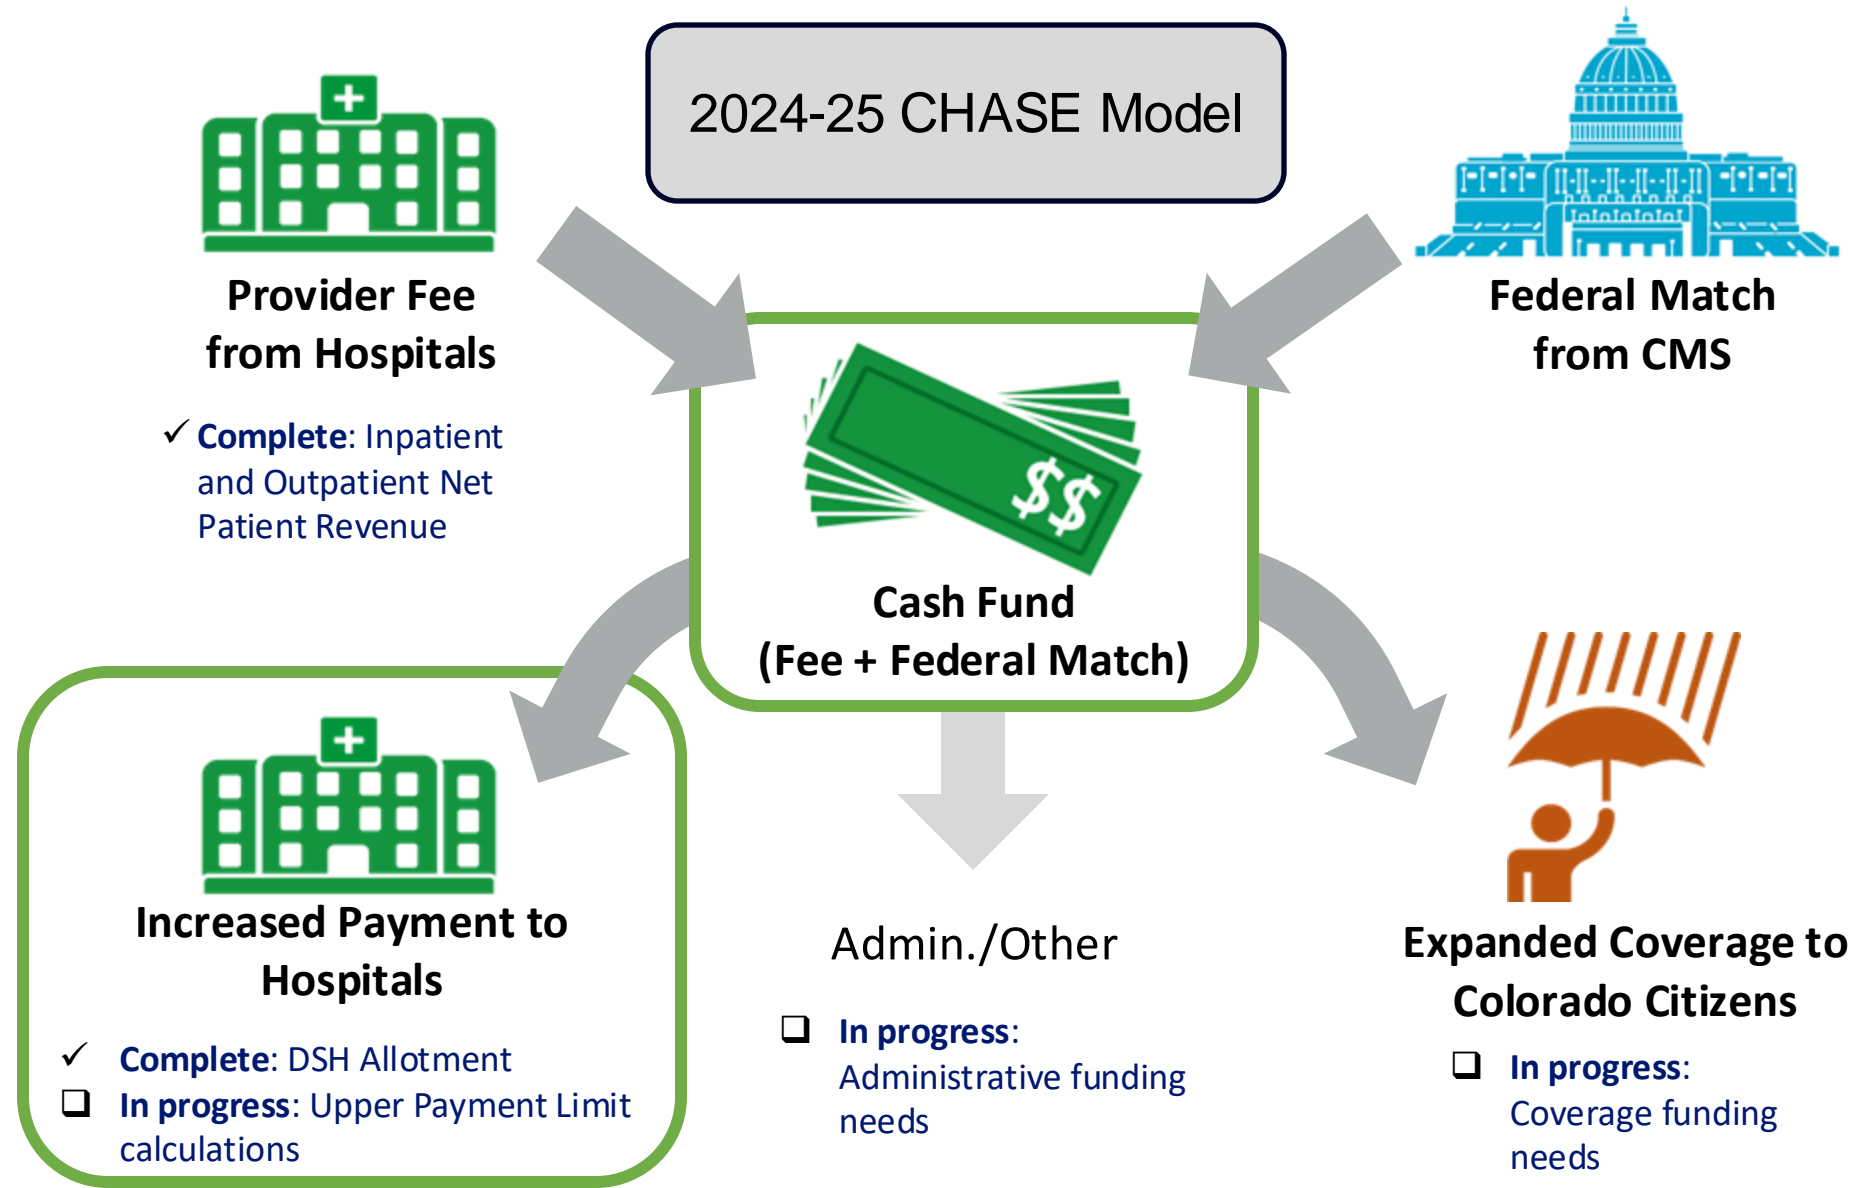 2024-25 CHASE Model
Provider Fee
from Hospitals
✓ Complete: Inpatient
and Outpatient Net
Patient Revenue
Federal Match
from CMS
$$
Cash Fund
(Fee + Federal Match)
Increased Payment to
Hospitals
✓ Complete: DSH Allotment
❑ In progress: Upper Payment Limit
calculations
Admin./Other
❑ In progress:
Administrative funding
needs
Expanded Coverage to
Colorado Citizens
❑ In progress:
Coverage funding
needs